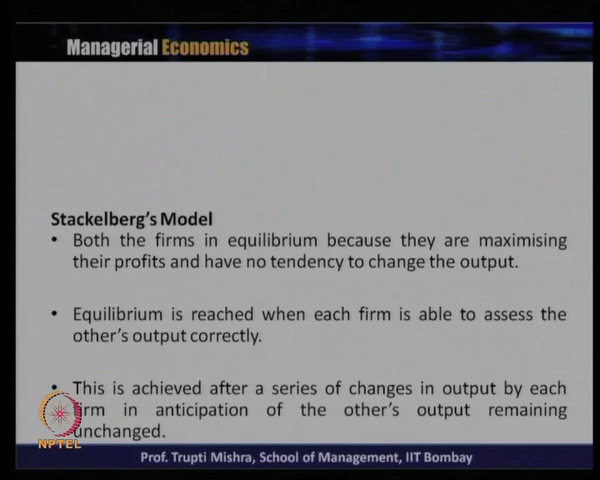 Managerial Economics
Stackelberg's Model
• Both the firms in equilibrium because they are maximising
their profits and have no tendency to change the output.
• Equilibrium is reached when each firm is able to assess the
other's output correctly.
• This is achieved after a series of changes in output by each
firm in anticipation of the other's output remaining
unchanged.
NPTEL
Prof. Trupti Mishra, School of Management, IIT Bombay